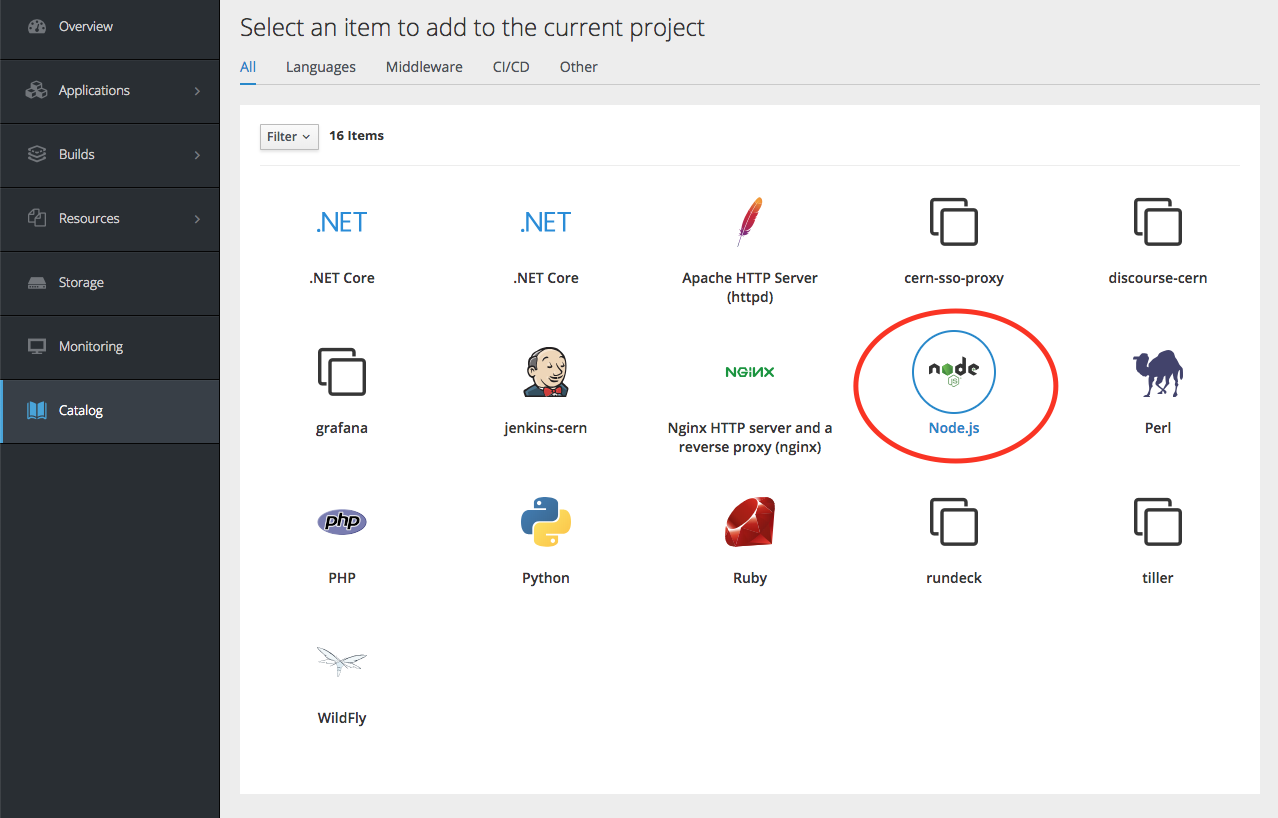 Overview
Applications
Builds
Resources
Storage
Monitoring
Catalog
Select an item to add to the current project
All Languages Middleware CI/CD Other
Filter 16 Items
.NET .NET
.NET Core .NET Core Apache HTTP Server cern-sso-proxy discourse-cern
(httpd)
NGINX node JS
grafana jenkins-cern Nginx HTTP server and a Node.js Perl
reverse proxy (nginx)
php
PHP Python Ruby rundeck tiller
WildFly